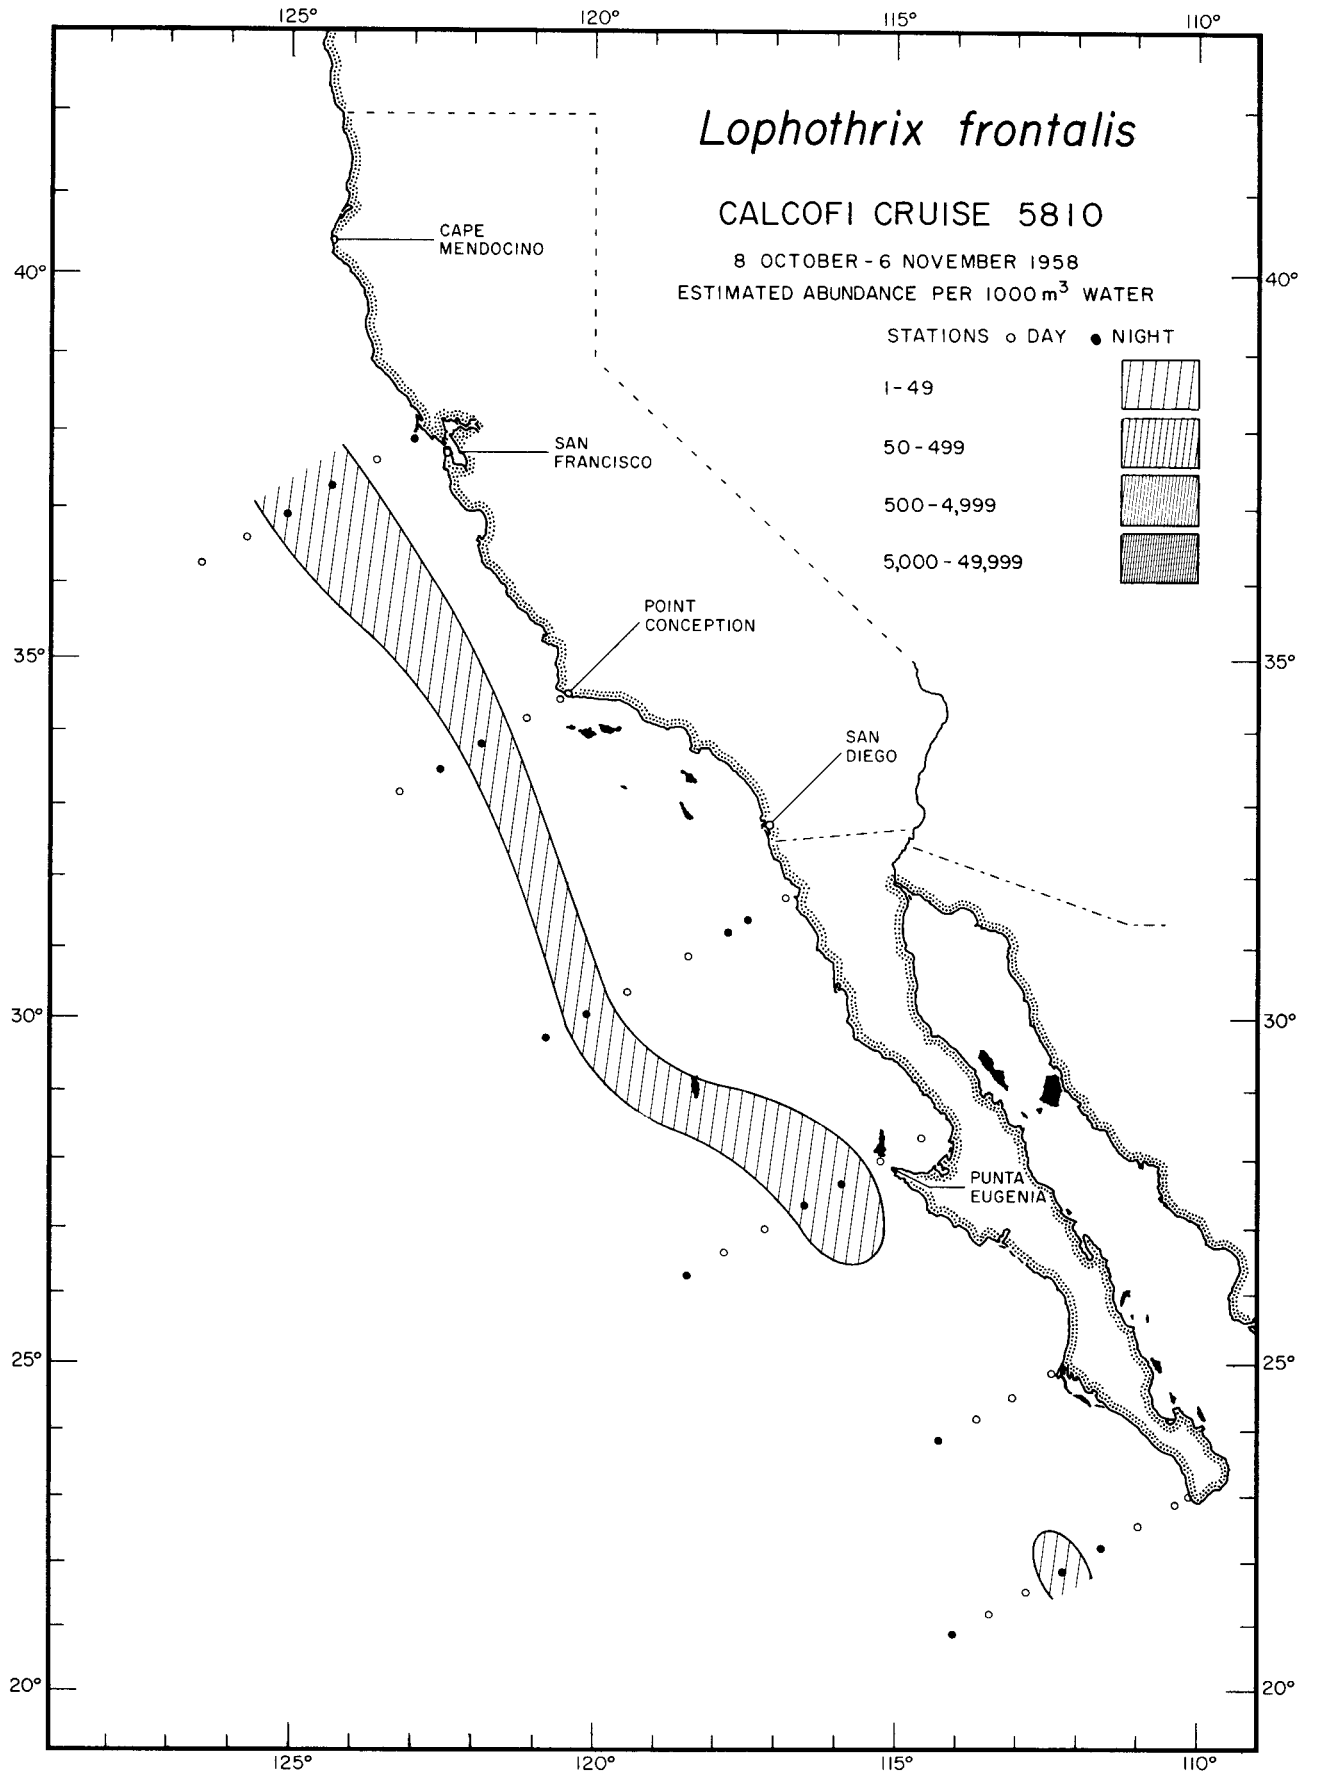 125° 120° 115° 110°
Lophothrix frontalis
CALCOFI CRUISE 5810
8 OCTOBER - 6 NOVEMBER 1958
ESTIMATED ABUNDANCE PER 1000 m³ WATER
STATIONS ○ DAY ● NIGHT
1 - 49
50 - 499
500 - 4,999
5,000 - 49,999
CAPE
MENDOCINO
40° 40°
SAN
FRANCISCO
POINT
CONCEPTION
35° 35°
SAN
DIEGO
30° 30°
PUNTA
EUGENIA
25° 25°
20° 20°
125° 120° 115° 110°